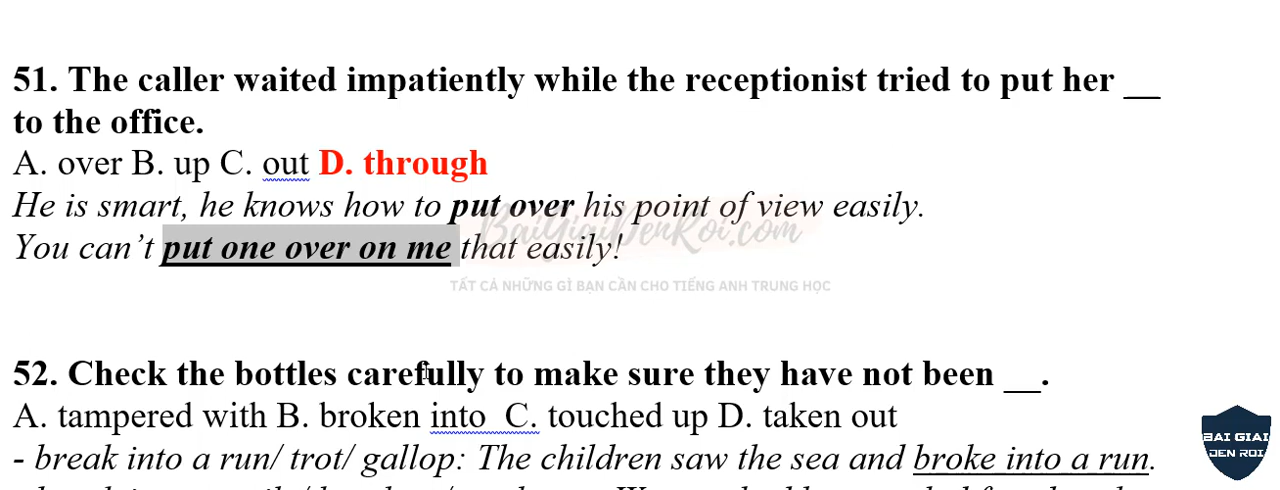 51. The caller waited impatiently while the receptionist tried to put her __
to the office.
A. over B. up C. out D. through
He is smart, he knows how to put over his point of view easily.
You can’t put one over on me that easily!
BaiGiaiDenRoi.com
TẤT CẢ NHỮNG GÌ BẠN CẦN CHO TIẾNG ANH TRUNG HỌC
52. Check the bottles carefully to make sure they have not been __.
A. tampered with B. broken into C. touched up D. taken out
- break into a run/ trot/ gallop: The children saw the sea and broke into a run.
BAI GIAI
DEN ROI